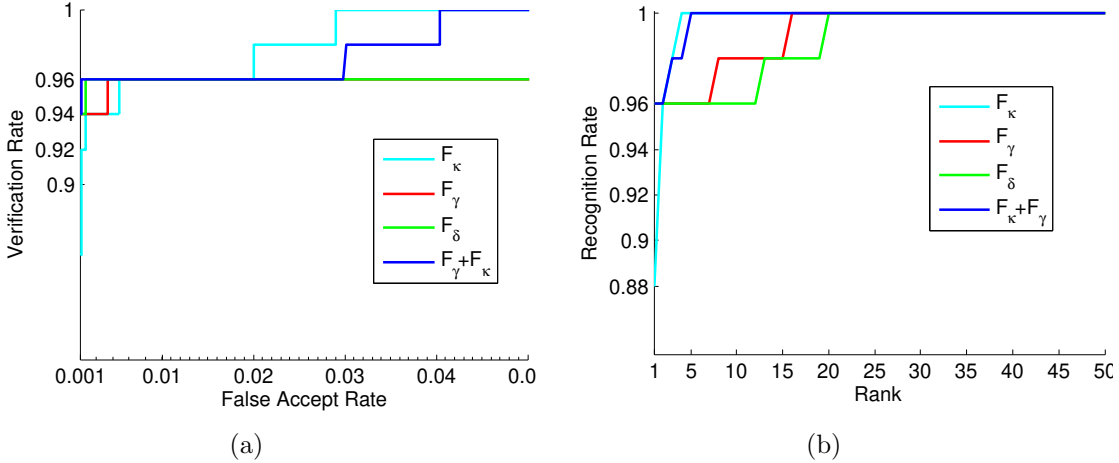 1
0.96
0.94
0.92
0.9
Verification Rate
F_κ
F_γ
F_δ
F_γ+F_κ
0.001 0.01 0.02 0.03 0.04 0.0
False Accept Rate
(a)
1
0.98
0.96
0.94
0.92
0.9
0.88
Recognition Rate
F_κ
F_γ
F_δ
F_κ+F_γ
1 5 10 15 20 25 30 35 40 45 50
Rank
(b)